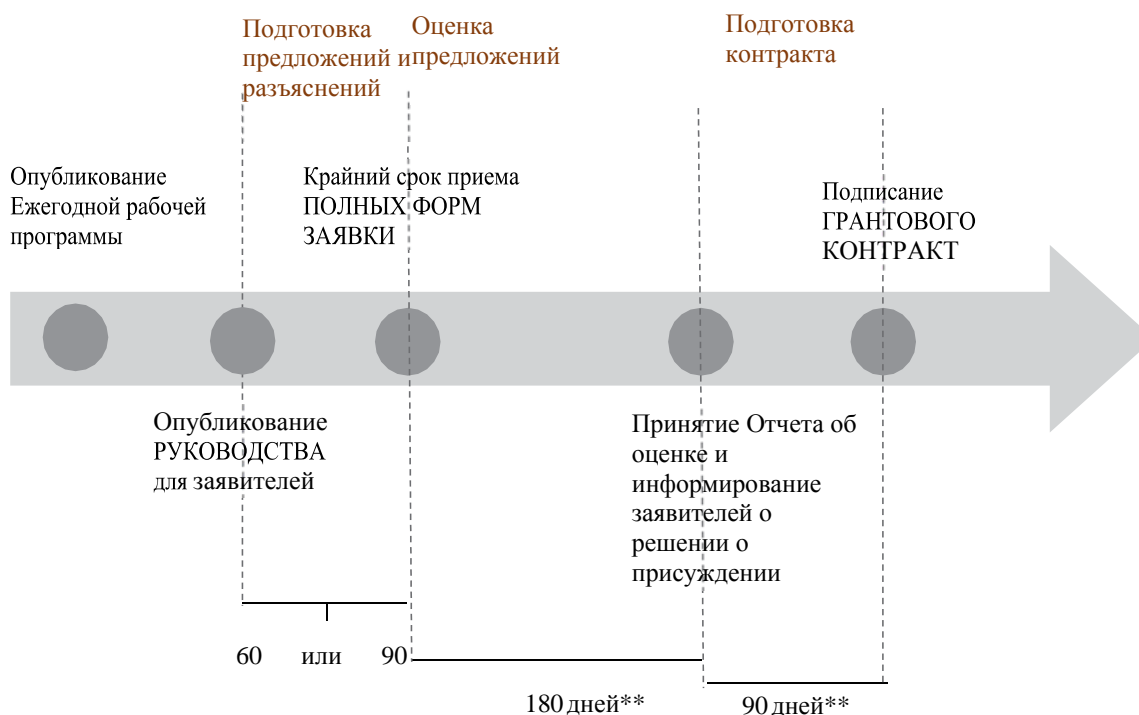 Подготовка
предложений и
разъяснений
Оценка
предложений
Подготовка
контракта
Опубликование
Ежегодной рабочей
программы
Крайний срок приема
ПОЛНЫХ ФОРМ
ЗАЯВКИ
Подписание
ГРАНТОВОГО
КОНТРАКТ
Опубликование
РУКОВОДСТВА
для заявителей
Принятие Отчета об
оценке и
информирование
заявителей о
решении о
присуждении
60 или 90
180 дней**
90 дней**